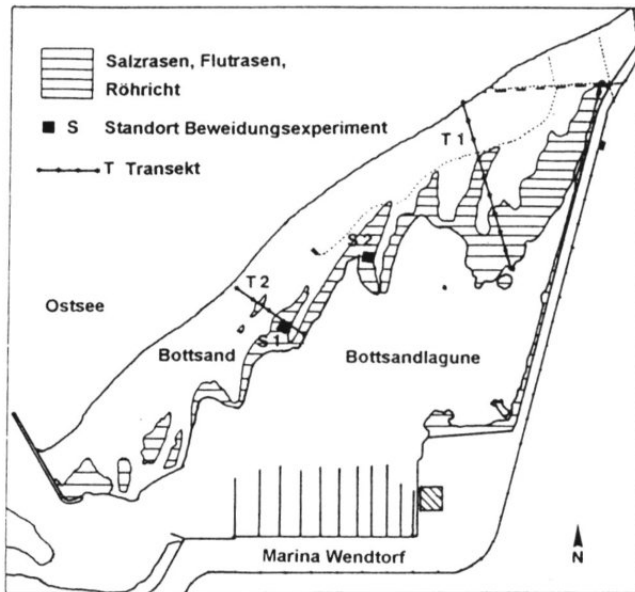 Salzrasen, Flutrasen,
Röhricht
S Standort Beweidungsexperiment
T Transekt
T 1
S 2
T 2
Ostsee
S 1
Bottsand
Bottsandlagune
Marina Wendtorf
N